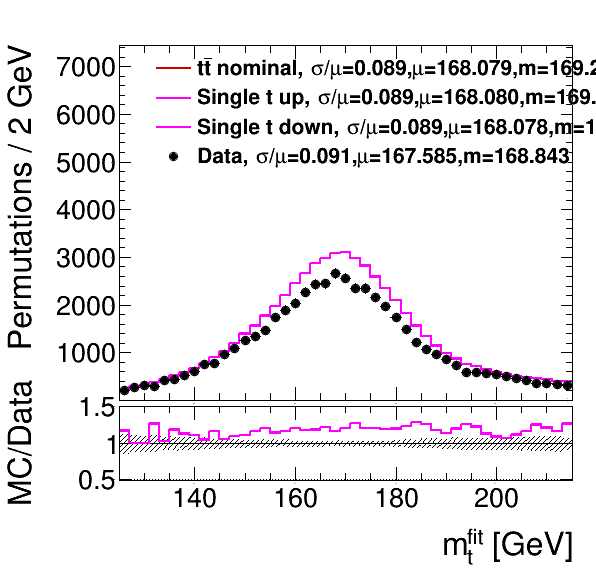 Permutations / 2 GeV
7000
6000
5000
4000
3000
2000
1000
tt̄ nominal, σ/μ=0.089,μ=168.079,m=169.2
Single t up, σ/μ=0.089,μ=168.080,m=169.
Single t down, σ/μ=0.089,μ=168.078,m=1
Data, σ/μ=0.091,μ=167.585,m=168.843
MC/Data
1.5
1
0.5
140 160 180 200
m_t^fit [GeV]